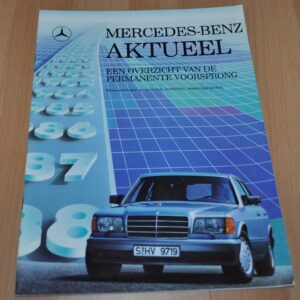 MERCEDES-BENZ
AKTUEEL
EEN OVERZICHT VAN DE
PERMANENTE VOORSPRONG
86
87
88
S·HV 9719